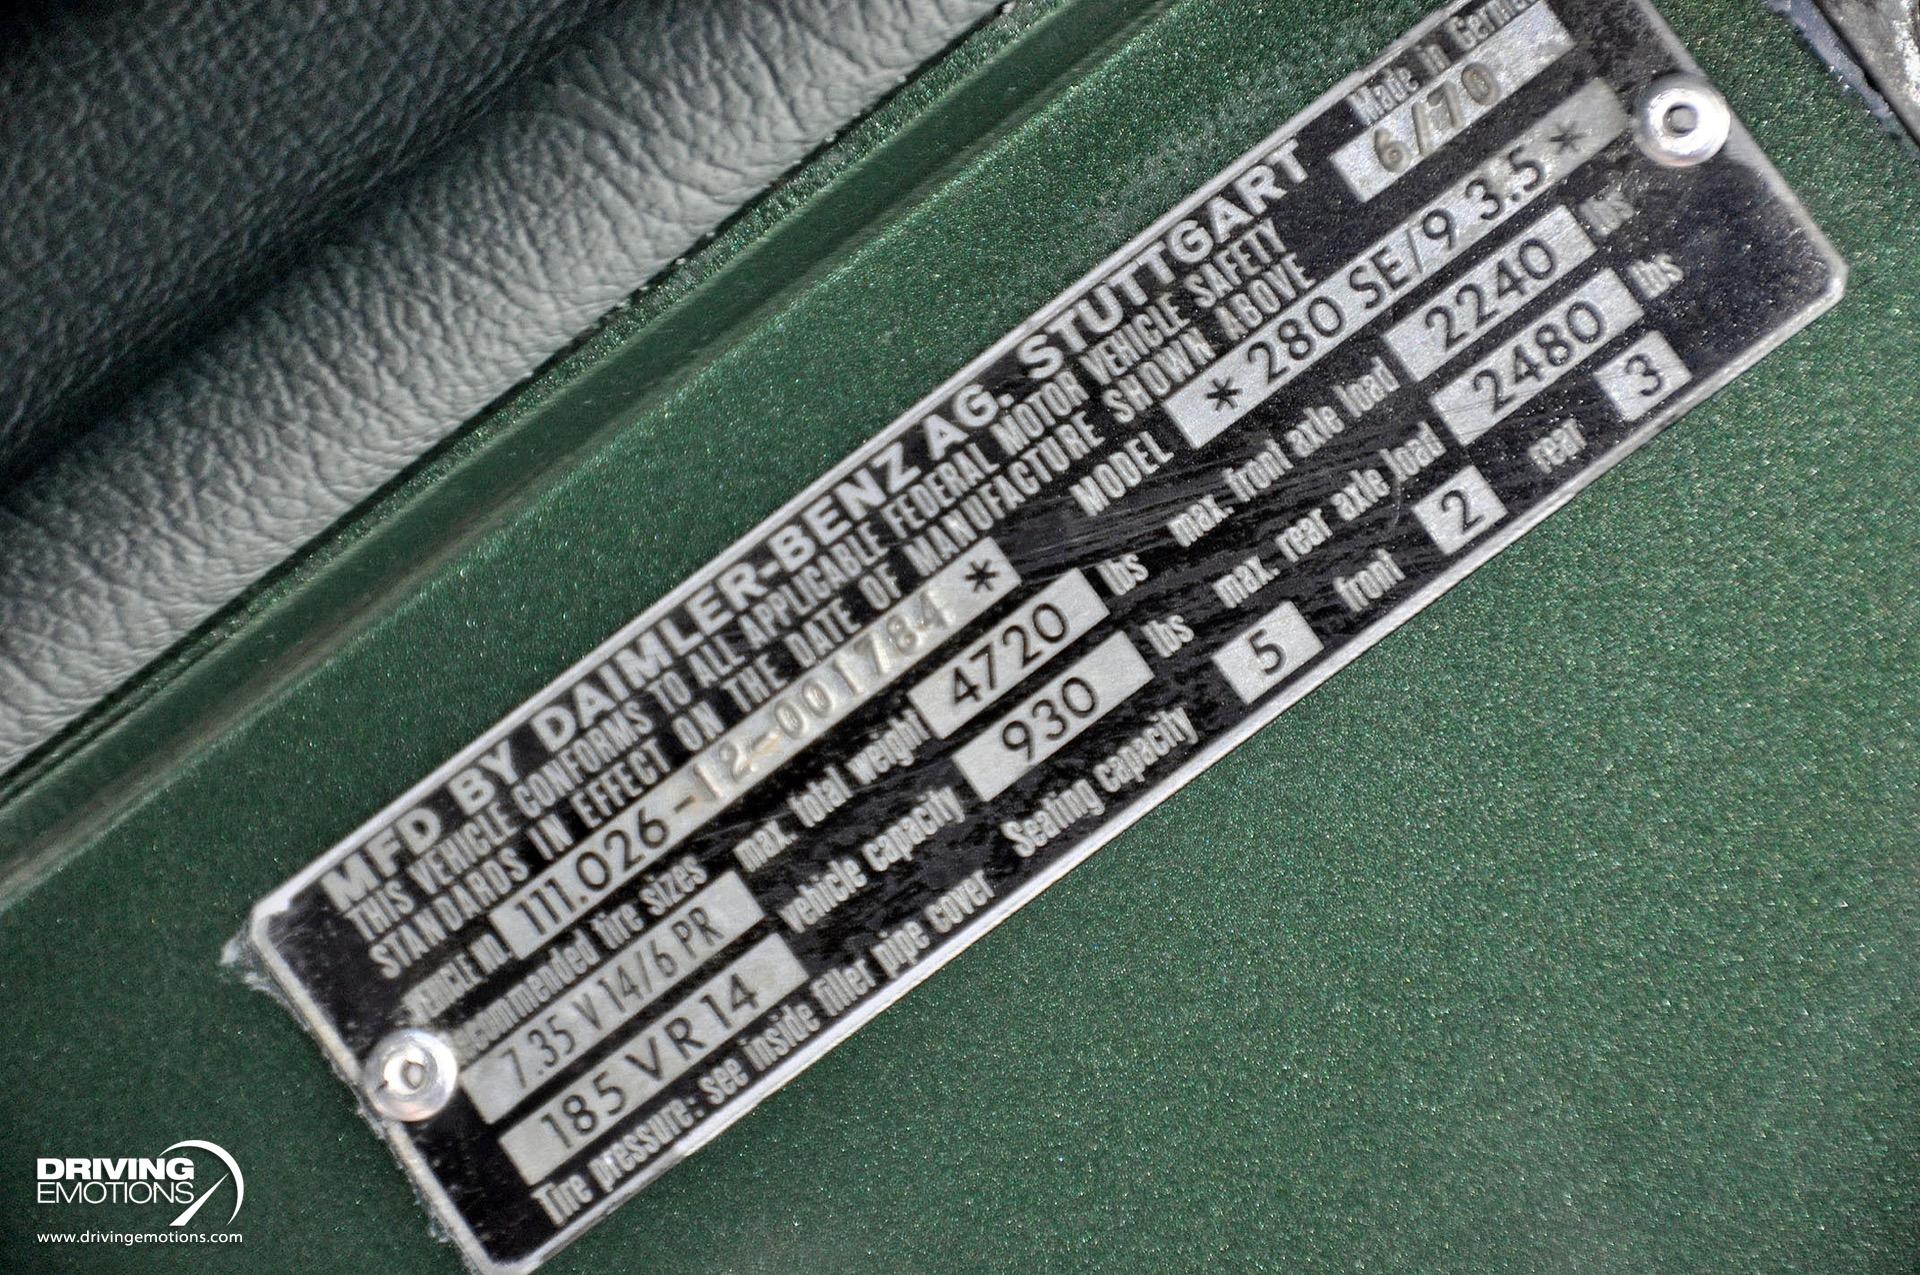 MFD BY DAIMLER-BENZ AG. STUTTGART
Made in
6/70
THIS VEHICLE CONFORMS TO ALL APPLICABLE FEDERAL MOTOR VEHICLE SAFETY
STANDARDS IN EFFECT ON THE DATE OF MANUFACTURE SHOWN ABOVE
VEHICLE NO 111.026-12-001784 * MODEL * 280 SE/9 3.5 *
recommended tire sizes max. total weight 4720 lbs max. front axle load 2240 lbs
7.35 V 14/6 PR vehicle capacity 930 lbs max. rear axle load 2480 lbs
185 V R 14 Seating capacity 5 front 2 rear 3
Tire pressure: see inside filler pipe cover
DRIVING
EMOTIONS
www.drivingemotions.com